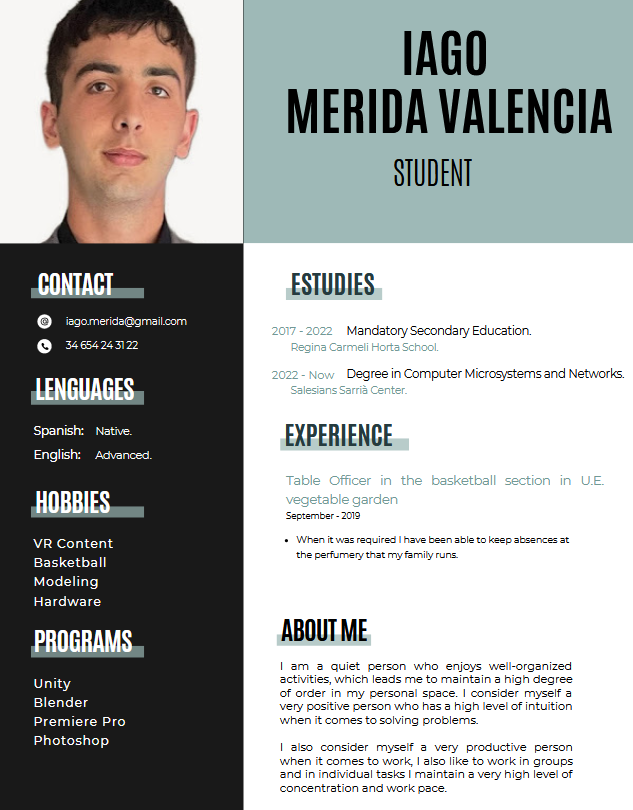 IAGO
MERIDA VALENCIA
STUDENT
CONTACT
iago.merida@gmail.com
34 654 24 31 22
LENGUAGES
Spanish: Native.
English: Advanced.
HOBBIES
VR Content
Basketball
Modeling
Hardware
PROGRAMS
Unity
Blender
Premiere Pro
Photoshop
ESTUDIES
2017 - 2022 Mandatory Secondary Education.
Regina Carmeli Horta School.
2022 - Now Degree in Computer Microsystems and Networks.
Salesians Sarrià Center.
EXPERIENCE
Table Officer in the basketball section in U.E.
vegetable garden
September - 2019
• When it was required I have been able to keep absences at
the perfumery that my family runs.
ABOUT ME
I am a quiet person who enjoys well-organized
activities, which leads me to maintain a high degree
of order in my personal space. I consider myself a
very positive person who has a high level of intuition
when it comes to solving problems.
I also consider myself a very productive person
when it comes to work, I also like to work in groups
and in individual tasks I maintain a very high level of
concentration and work pace.